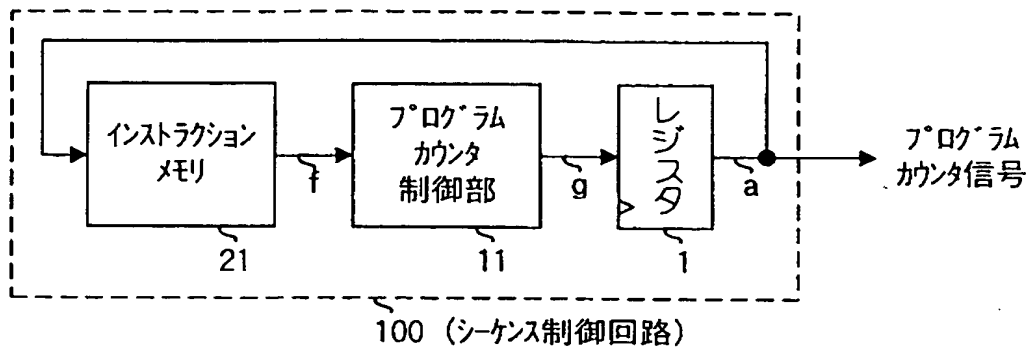 インストラクション
メモリ
21
f
プログラム
カウンタ
制御部
11
g
レジスタ
1
a
プログラム
カウンタ信号
100 (シーケンス制御回路)